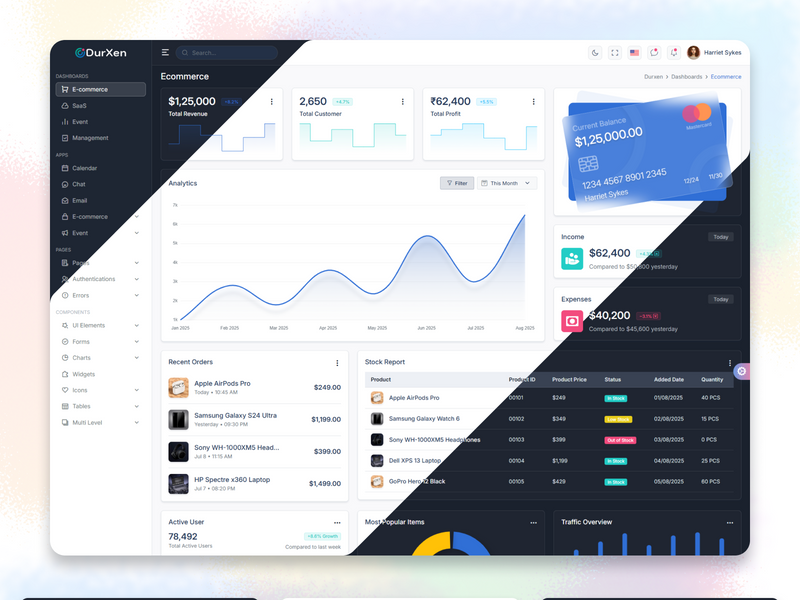 DurXen
Search...
Harriet Sykes
DASHBOARDS
E-commerce
SaaS
Event
Management
APPS
Calendar
Chat
Email
E-commerce
Event
PAGES
Pages
Authentications
Errors
COMPONENTS
UI Elements
Forms
Charts
Widgets
Icons
Tables
Multi Level
Ecommerce
Durxen > Dashboards > Ecommerce
$1,25,000
Total Revenue
2,650 +4.7%
Total Customer
₹62,400 +5.5%
Total Profit
Current Balance
$1,25,000.00
Mastercard
1234 4567 8901 2345
Harriet Sykes 12/24 11/30
Analytics
Filter
This Month
7k
6k
5k
4k
3k
2k
1k
Jan 2025 Feb 2025 Mar 2025 Apr 2025 May 2025 Jun 2025 Jul 2025 Aug 2025
Income Today
$62,400
Compared to yesterday
Expenses Today
$40,200
Compared to $45,600 yesterday
Recent Orders
Apple AirPods Pro
Today • 10:45 AM
$249.00
Samsung Galaxy S24 Ultra
Yesterday • 09:30 PM
$1,199.00
Sony WH-1000XM5 Head...
Jul 8 • 11:15 AM
$399.00
HP Spectre x360 Laptop
Jul 7 • 08:20 PM
$1,499.00
Stock Report
Product Product ID Product Price Status Added Date Quantity
Apple AirPods Pro 00101 $249 In Stock 01/08/2025 40 PCS
Samsung Galaxy Watch 6 00102 $349 Low Stock 02/08/2025 15 PCS
Sony WH-1000XM5 Headphones 00103 $399 Out of Stock 03/08/2025 0 PCS
Dell XPS 13 Laptop 00104 $1,199 In Stock 04/08/2025 25 PCS
GoPro Hero 12 Black 00105 $429 In Stock 05/08/2025 60 PCS
Active User
78,492
Total Active Users
+6.6% Growth
Compared to last week
Most Popular Items
Traffic Overview